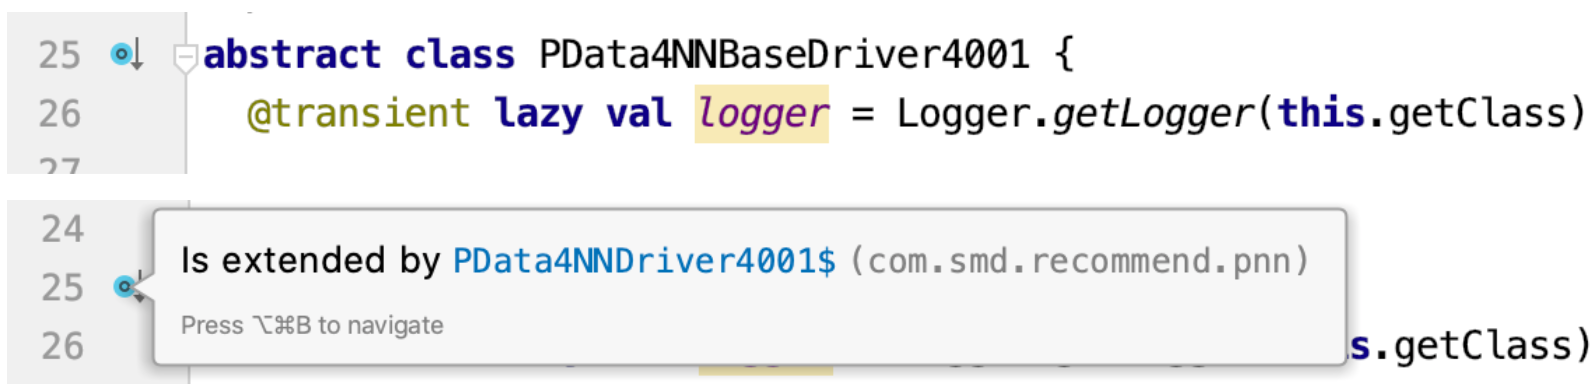 25 abstract class PData4NNBaseDriver4001 {
26 @transient lazy val logger = Logger.getLogger(this.getClass)
27
24
Is extended by PData4NNDriver4001$ (com.smd.recommend.pnn)
25
Press ⌥⌘B to navigate
26 s.getClass)